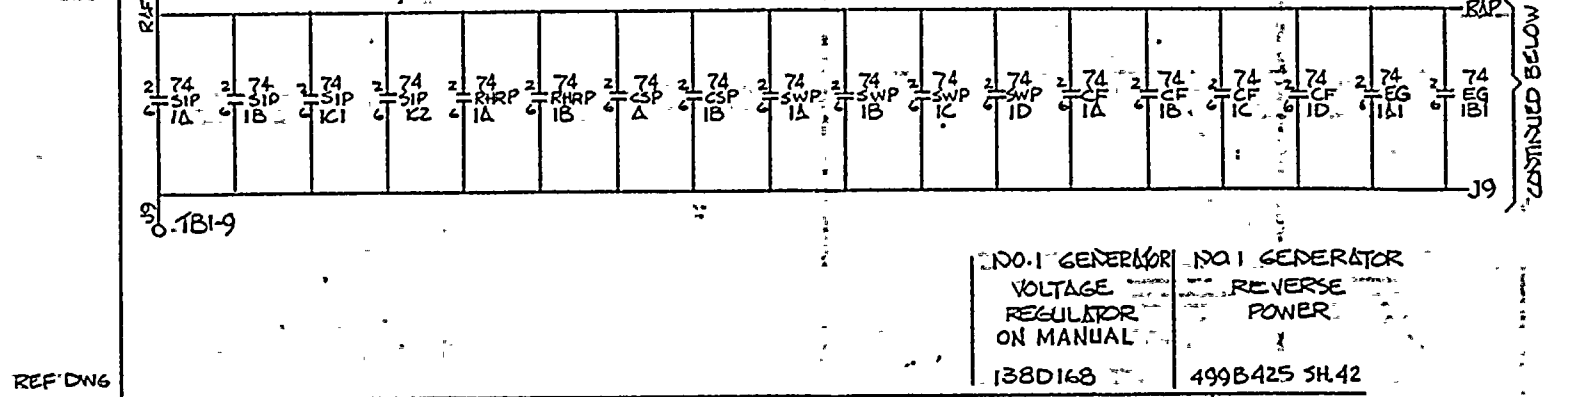 BAP
CONTINUED BELOW
2 74 SIP 1A 6
2 74 SIP 1B 6
2 74 SIP 1C1 6
2 74 SIP 1C2 6
2 74 RHRP 1A 6
2 74 RHRP 1B 6
2 74 CSP A 6
2 74 CSP 1B 6
2 74 SWP 1A 6
2 74 SWP 1B 6
2 74 SWP 1C 6
2 74 SWP 1D 6
2 74 CF 1A 6
2 74 CF 1B 6
2 74 CF 1C 6
2 74 CF 1D 6
2 74 EG 1A1 6
2 74 EG 1B1 6
J9
J9
TB1-9
NO.1 GENERATOR
VOLTAGE
REGULATOR
ON MANUAL
138D168
NO.1 GENERATOR
REVERSE
POWER
499B425 SH.42
REF DWG